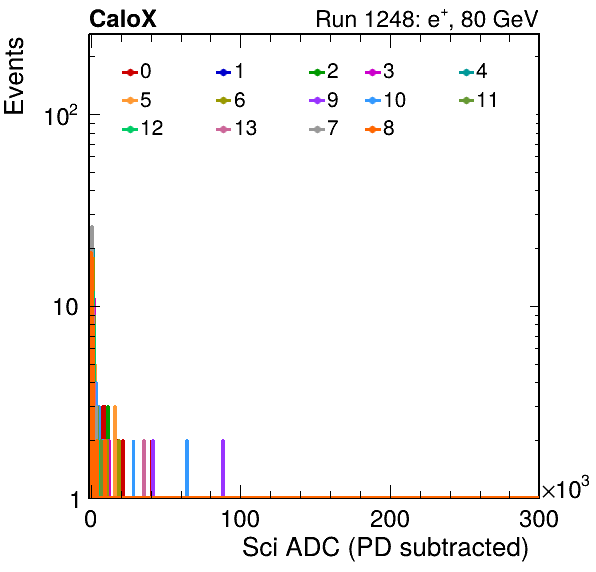 CaloX Run 1248: e⁺, 80 GeV
Events
0 1 2 3 4
5 6 9 10 11
12 13 7 8
10²
10
1
0 100 200 300
×10³
Sci ADC (PD subtracted)